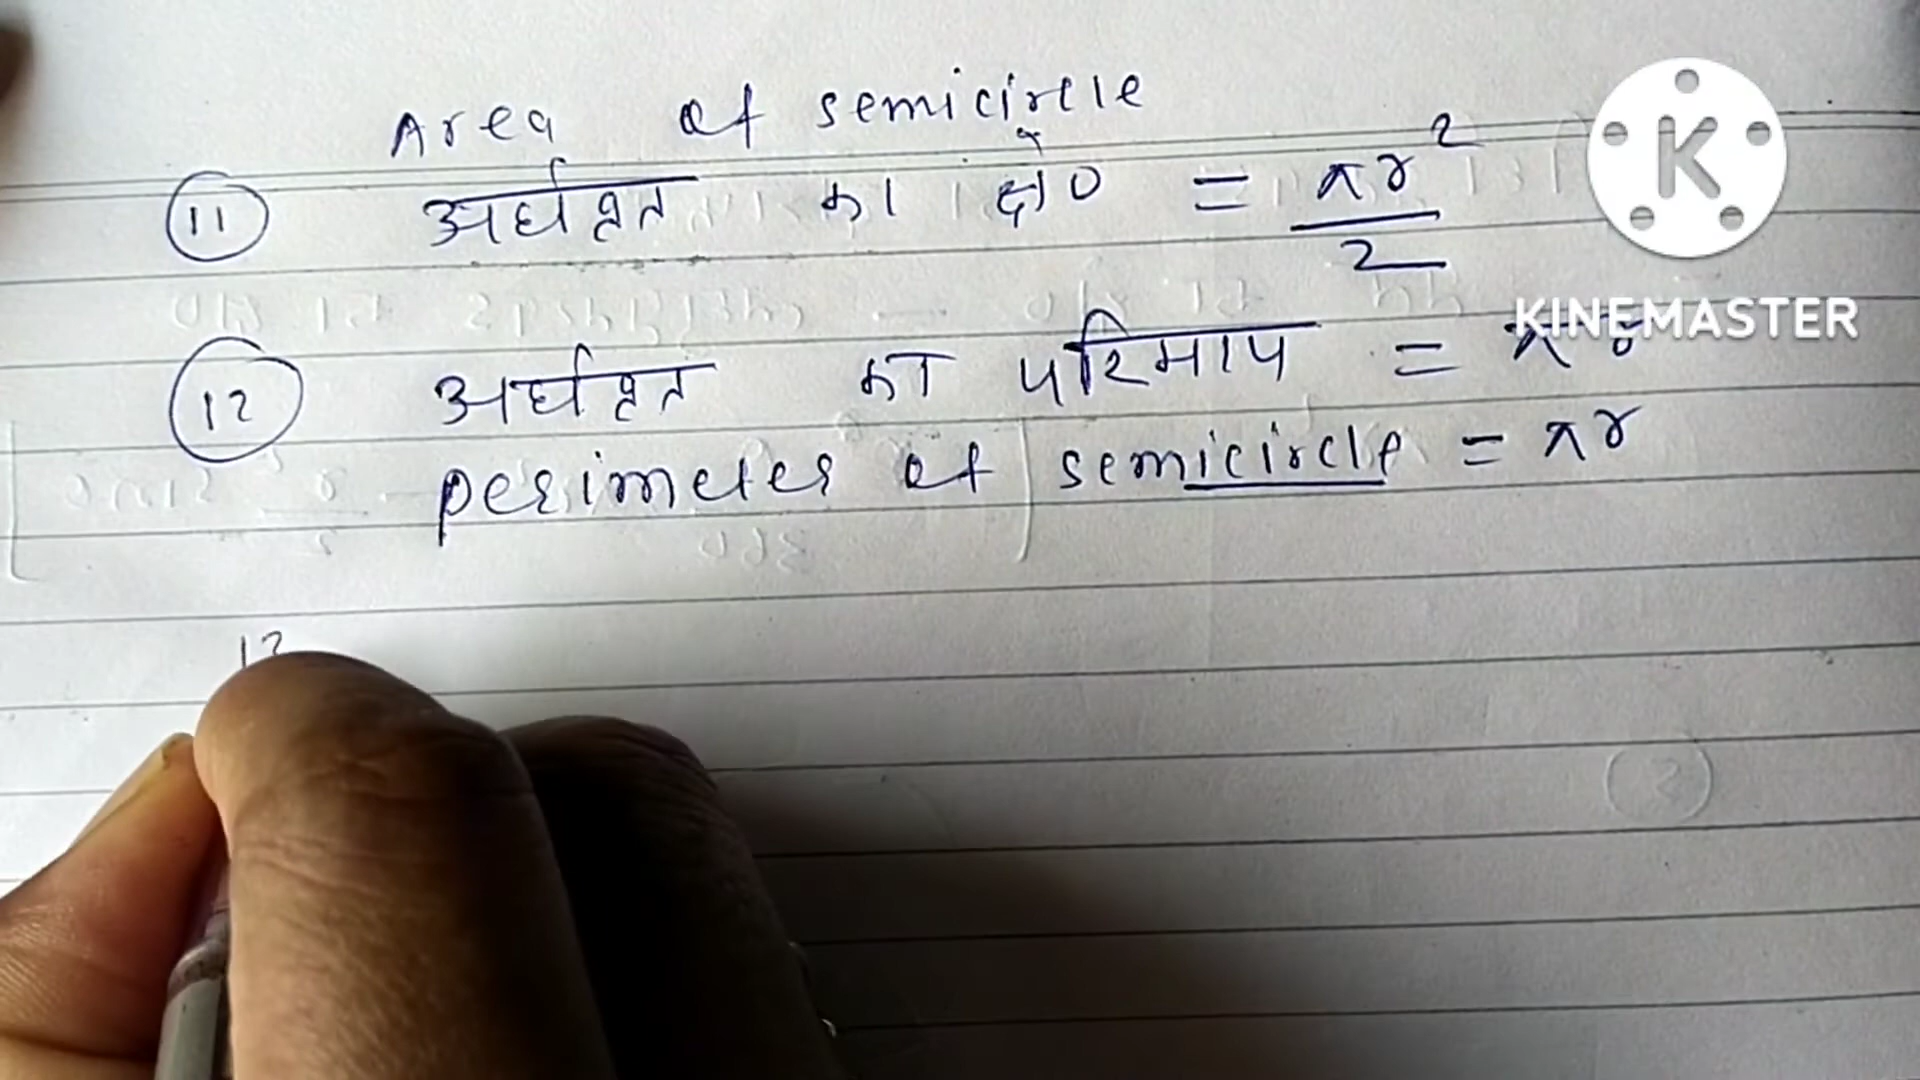 Area of semicircle
11 अर्धवृत का क्षे० = πr²/2
KINEMASTER
12 अर्धवृत का परिमाप = πr
perimeter of semicircle = πr